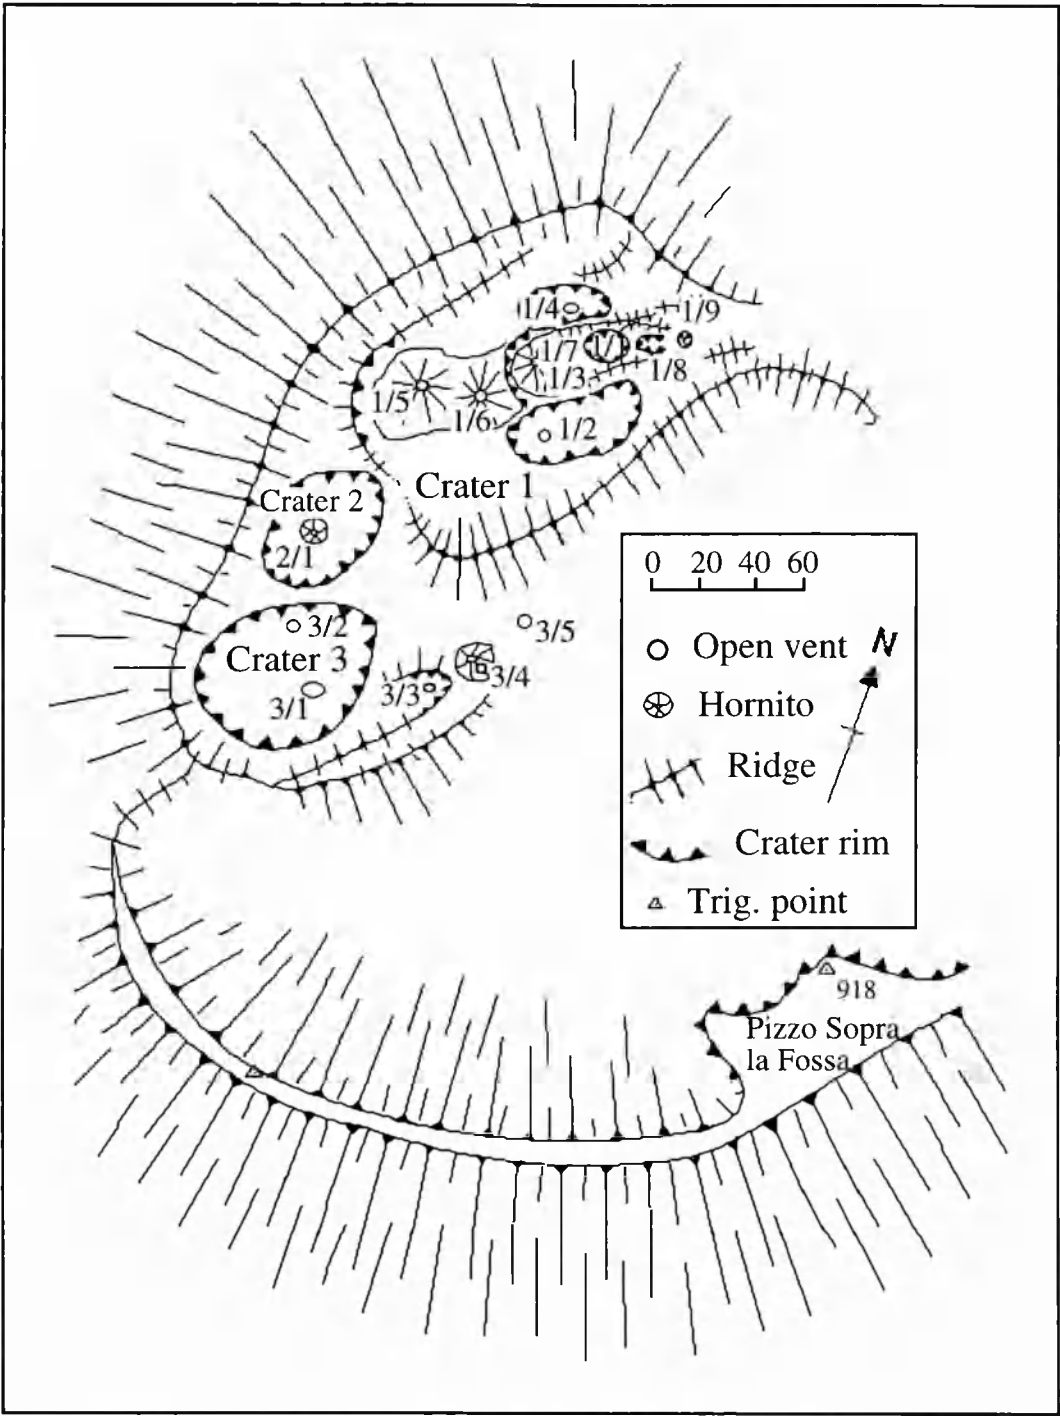 1/4
1/9
1/7
1/1
1/3
1/8
1/5
1/6
1/2
Crater 1
Crater 2
2/1
3/2
3/5
Crater 3
3/4
3/3
3/1
0 20 40 60
Open vent
N
Hornito
Ridge
Crater rim
Trig. point
918
Pizzo Sopra
la Fossa